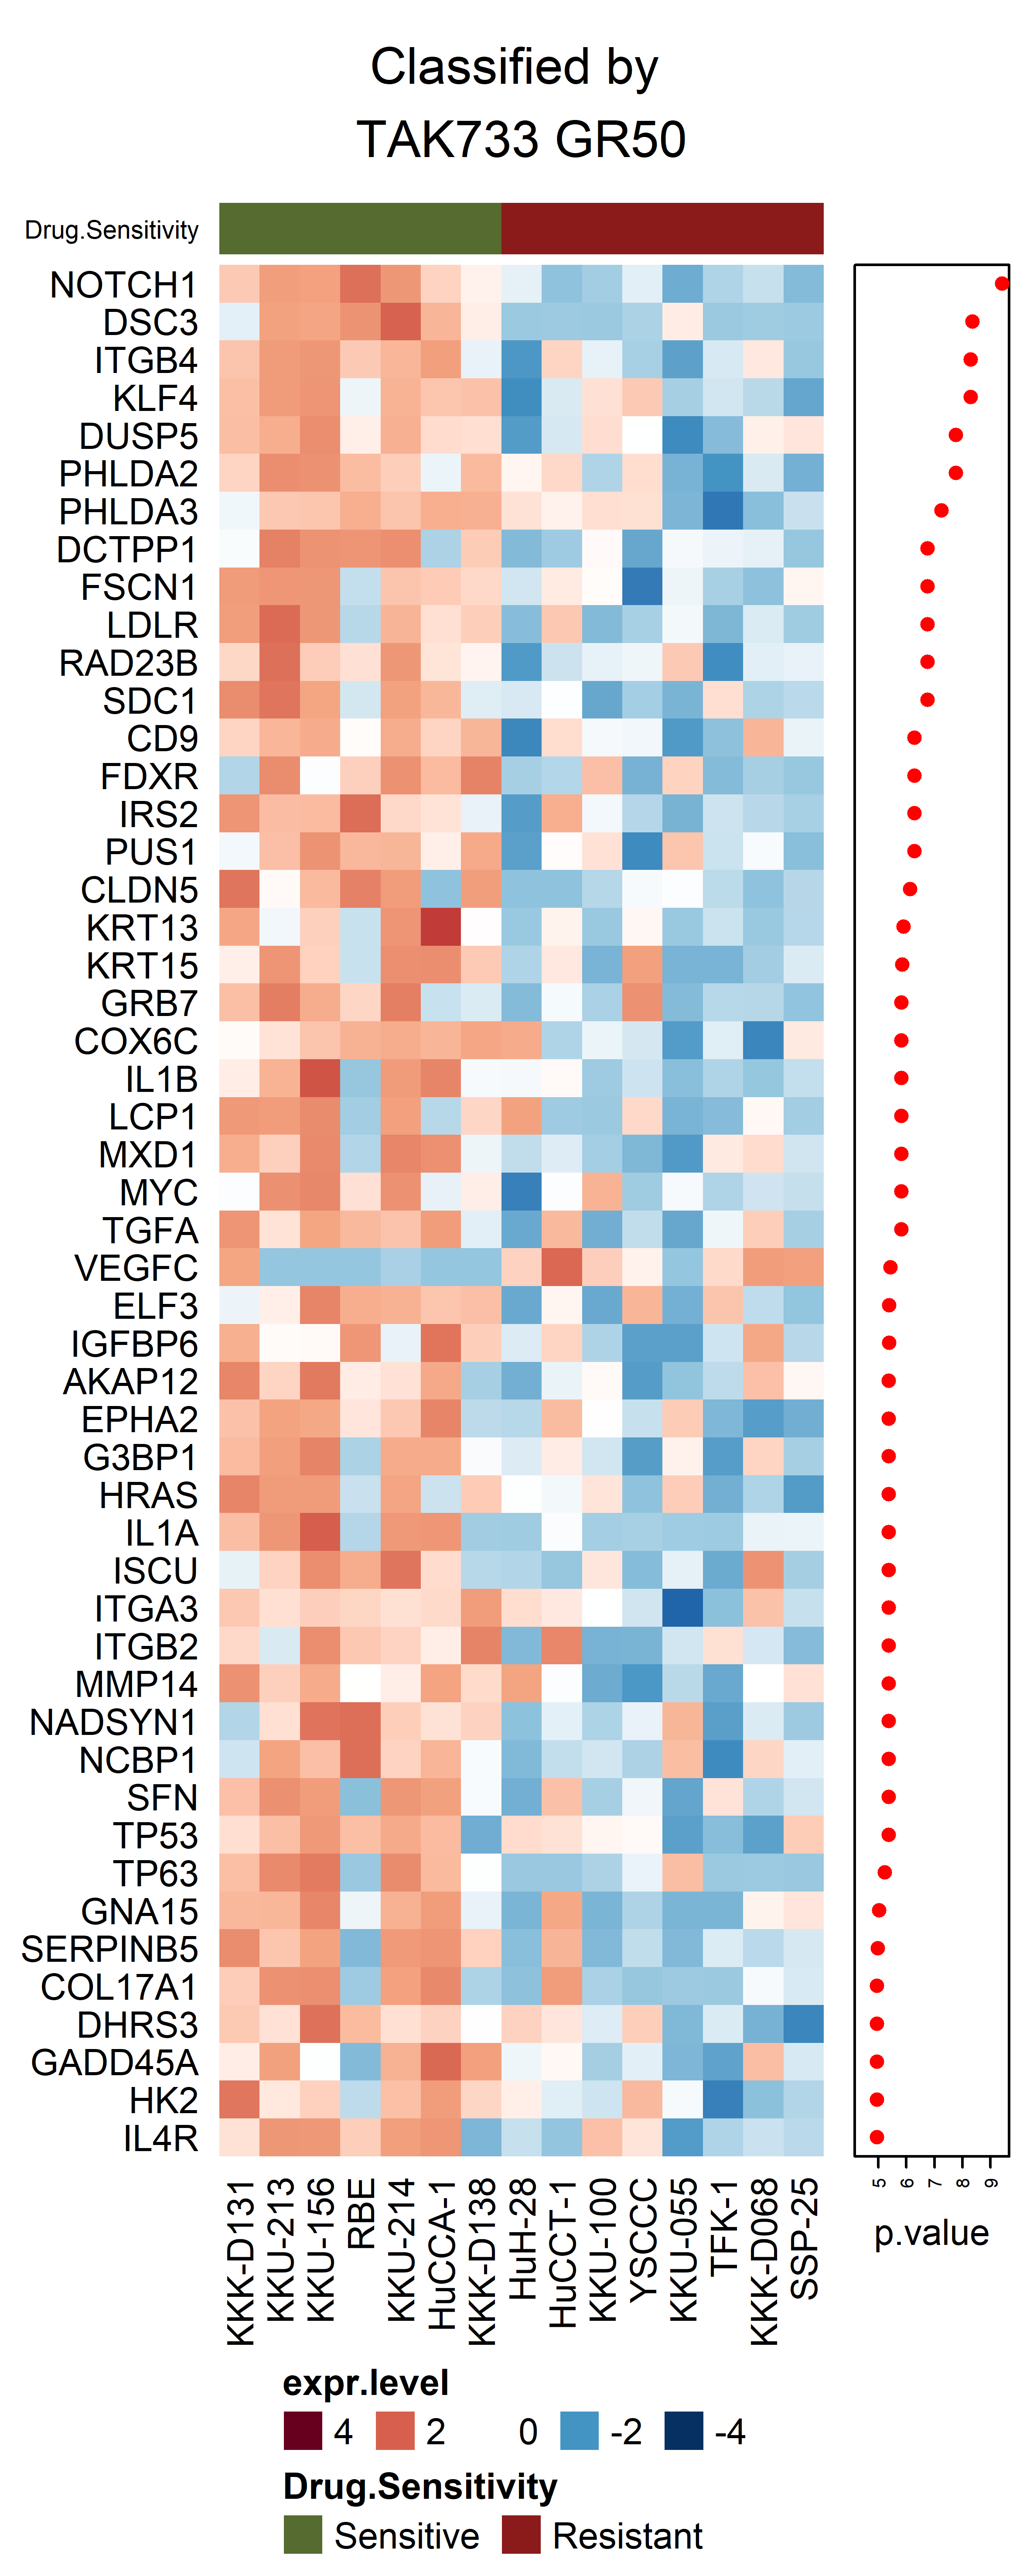 Classified by
TAK733 GR50
Drug.Sensitivity
NOTCH1
DSC3
ITGB4
KLF4
DUSP5
PHLDA2
PHLDA3
DCTPP1
FSCN1
LDLR
RAD23B
SDC1
CD9
FDXR
IRS2
PUS1
CLDN5
KRT13
KRT15
GRB7
COX6C
IL1B
LCP1
MXD1
MYC
TGFA
VEGFC
ELF3
IGFBP6
AKAP12
EPHA2
G3BP1
HRAS
IL1A
ISCU
ITGA3
ITGB2
MMP14
NADSYN1
NCBP1
SFN
TP53
TP63
GNA15
SERPINB5
COL17A1
DHRS3
GADD45A
HK2
IL4R
KKK-D131
KKU-213
KKU-156
RBE
KKU-214
HuCCA-1
KKK-D138
HuH-28
HuCCT-1
KKU-100
YSCCC
KKU-055
TFK-1
KKK-D068
SSP-25
5 6 7 8 9
p.value
expr.level
4 2 0 -2 -4
Drug.Sensitivity
Sensitive Resistant